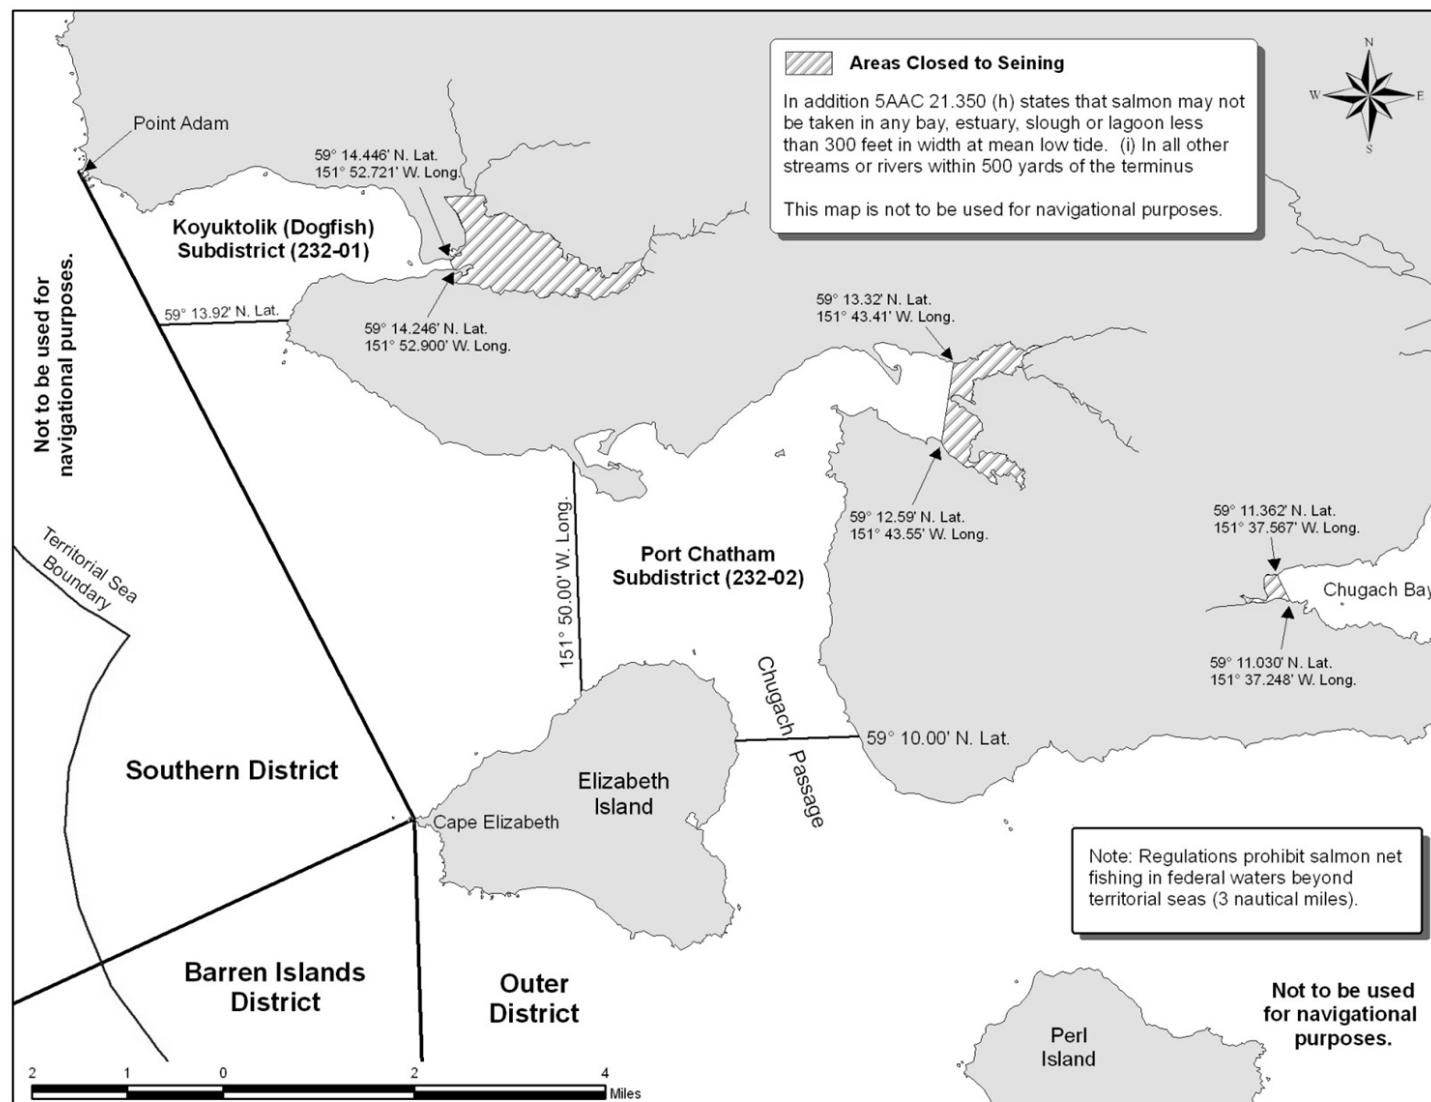 Areas Closed to Seining
In addition 5AAC 21.350 (h) states that salmon may not
be taken in any bay, estuary, slough or lagoon less
than 300 feet in width at mean low tide. (i) In all other
streams or rivers within 500 yards of the terminus
This map is not to be used for navigational purposes.
N
W
E
S
Point Adam
59° 14.446' N. Lat.
151° 52.721' W. Long.
Koyuktolik (Dogfish)
Subdistrict (232-01)
Not to be used for
navigational purposes.
59° 13.92' N. Lat.
59° 14.246' N. Lat.
151° 52.900' W. Long.
59° 13.32' N. Lat.
151° 43.41' W. Long.
59° 12.59' N. Lat.
151° 43.55' W. Long.
59° 11.362' N. Lat.
151° 37.567' W. Long.
Chugach Bay
59° 11.030' N. Lat.
151° 37.248' W. Long.
Territorial Sea
Boundary
151° 50.00' W. Long.
Port Chatham
Subdistrict (232-02)
Chugach
Passage
59° 10.00' N. Lat.
Southern District
Elizabeth
Island
Cape Elizabeth
Note: Regulations prohibit salmon net
fishing in federal waters beyond
territorial seas (3 nautical miles).
Barren Islands
District
Outer
District
Not to be used
for navigational
purposes.
Perl
Island
2 1 0 2 4
Miles